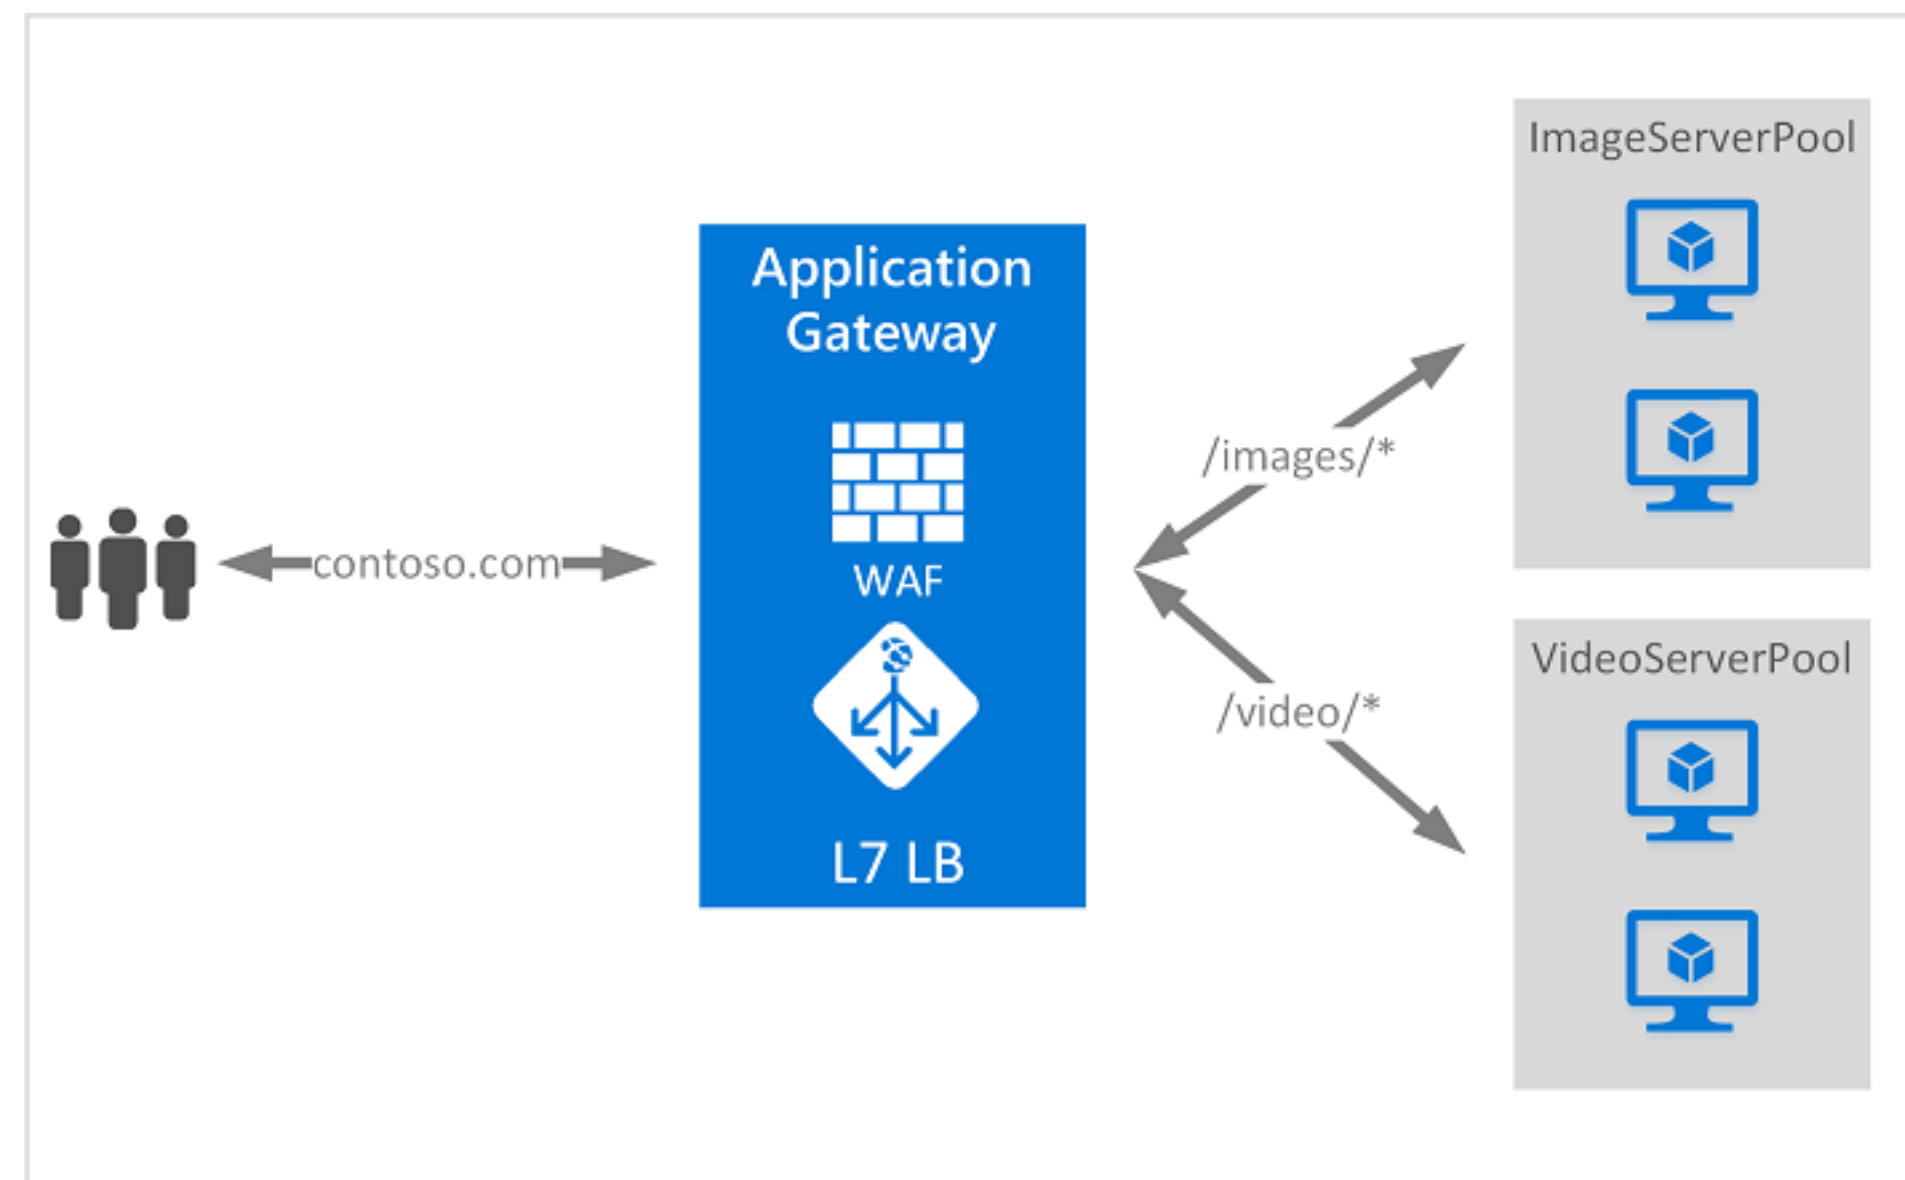 contoso.com
Application
Gateway
WAF
L7 LB
/images/*
/video/*
ImageServerPool
VideoServerPool